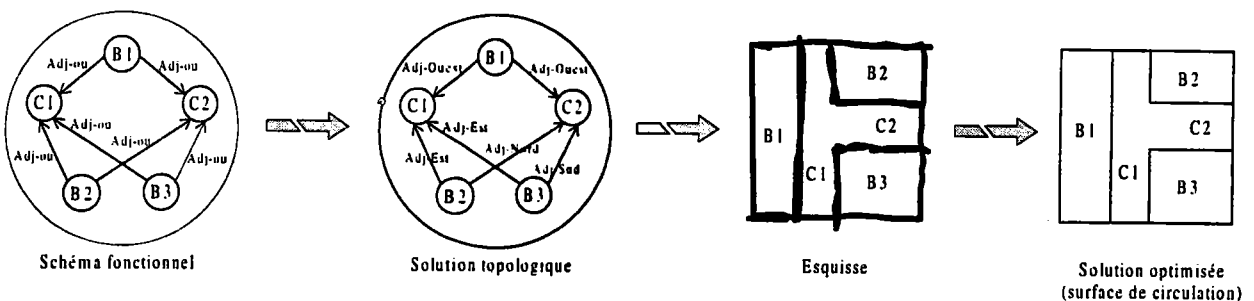 B1
Adj-ou
Adj-ou
C1
C2
Adj-ou
Adj-ou
Adj-ou
Adj-ou
B2
B3
Schéma fonctionnel
B1
Adj-Ouest
Adj-Ouest
C1
C2
Adj-Est
Adj-Est
Adj-Nord
Adj-Sud
B2
B3
Solution topologique
B2
B1
C2
C1
B3
Esquisse
B2
B1
C2
C1
B3
Solution optimisée
(surface de circulation)